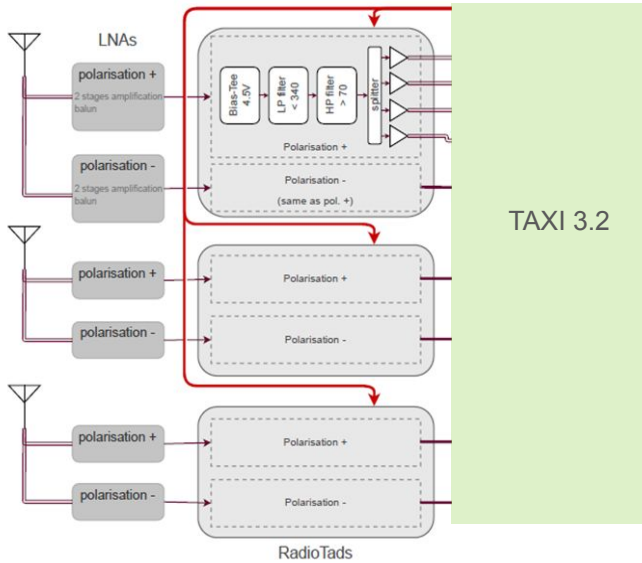 LNAs
polarisation +
2 stages amplification
balun
polarisation -
2 stages amplification
balun
Bias-Tee
4.5V
LP filter
< 340
HP filter
> 70
splitter
Polarisation +
Polarisation -
(same as pol. +)
TAXI 3.2
polarisation +
Polarisation +
polarisation -
Polarisation -
polarisation +
Polarisation +
polarisation -
Polarisation -
RadioTads